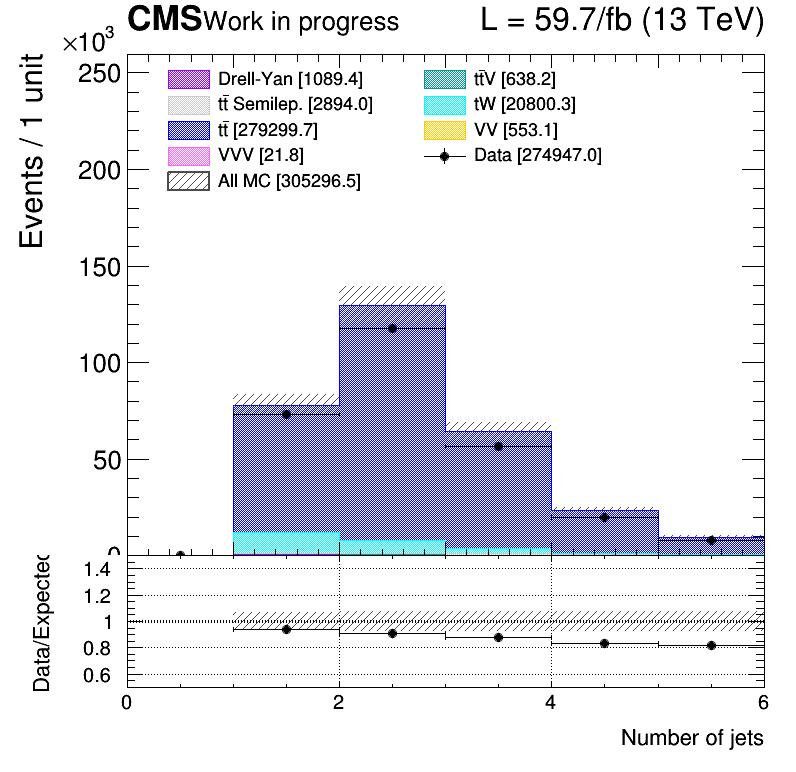 CMS Work in progress L = 59.7/fb (13 TeV)
×10³
Events / 1 unit
250
200
150
100
50
0
Drell-Yan [1089.4]
tt̄ Semilep. [2894.0]
tt̄ [279299.7]
VVV [21.8]
All MC [305296.5]
tt̄V [638.2]
tW [20800.3]
VV [553.1]
Data [274947.0]
Data/Expected
1.4
1.2
1
0.8
0.6
0 2 4 6
Number of jets